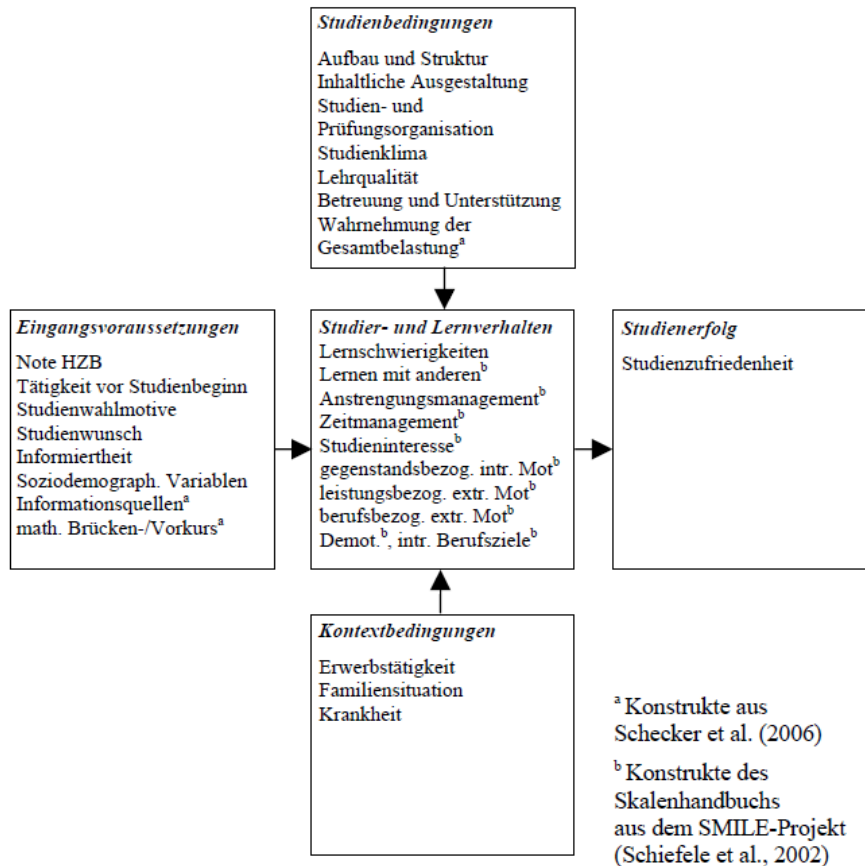 Studienbedingungen
Aufbau und Struktur
Inhaltliche Ausgestaltung
Studien- und
Prüfungsorganisation
Studienklima
Lehrqualität
Betreuung und Unterstützung
Wahrnehmung der
Gesamtbelastung^a
Eingangsvoraussetzungen
Note HZB
Tätigkeit vor Studienbeginn
Studienwahlmotive
Studienwunsch
Informiertheit
Soziodemograph. Variablen
Informationsquellen^a
math. Brücken-/Vorkurs^a
Studier- und Lernverhalten
Lernschwierigkeiten
Lernen mit anderen^b
Anstrengungsmanagement^b
Zeitmanagement^b
Studieninteresse^b
gegenstandsbezog. intr. Mot^b
leistungsbezog. extr. Mot^b
berufsbezog. extr. Mot^b
Demot.^b, intr. Berufsziele^b
Studienerfolg
Studienzufriedenheit
Kontextbedingungen
Erwerbstätigkeit
Familiensituation
Krankheit
^a Konstrukte aus
Schecker et al. (2006)
^b Konstrukte des
Skalenhandbuchs
aus dem SMILE-Projekt
(Schiefele et al., 2002)